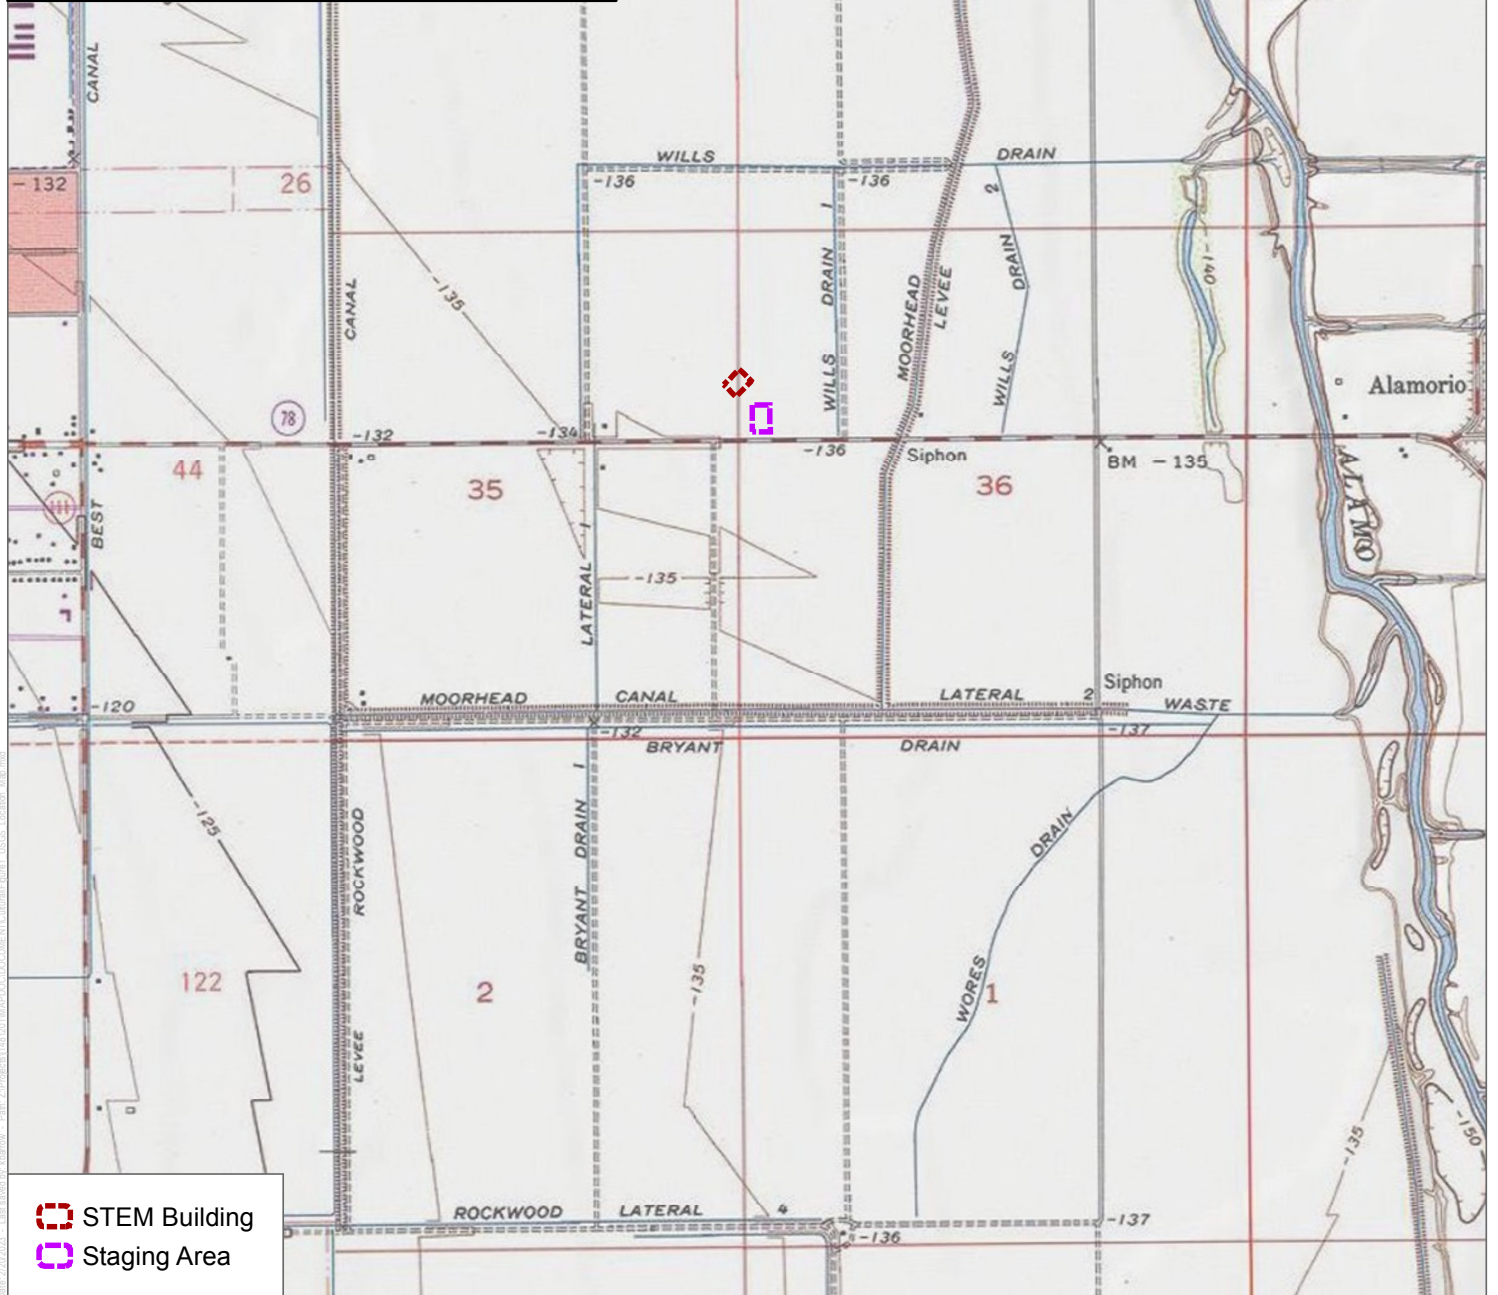 CANAL
WILLS
DRAIN
- 132
26
-136
-136
2
1
-140
DRAIN
DRAIN
CANAL
-135
MOORHEAD
LEVEE
WILLS
WILLS
Alamorio
78
-132
-134
-136
Siphon
BM - 135
44
35
36
111
BEST
ALAMO
1
-135
LATERAL
-120
MOORHEAD
CANAL
LATERAL
2
Siphon
WASTE
-132
BRYANT
DRAIN
-137
1
-125
ROCKWOOD
DRAIN
DRAIN
BRYANT
122
2
-135
WORES
1
LEVEE
-135
-150
ROCKWOOD
LATERAL
4
-136
-137
STEM Building
Staging Area